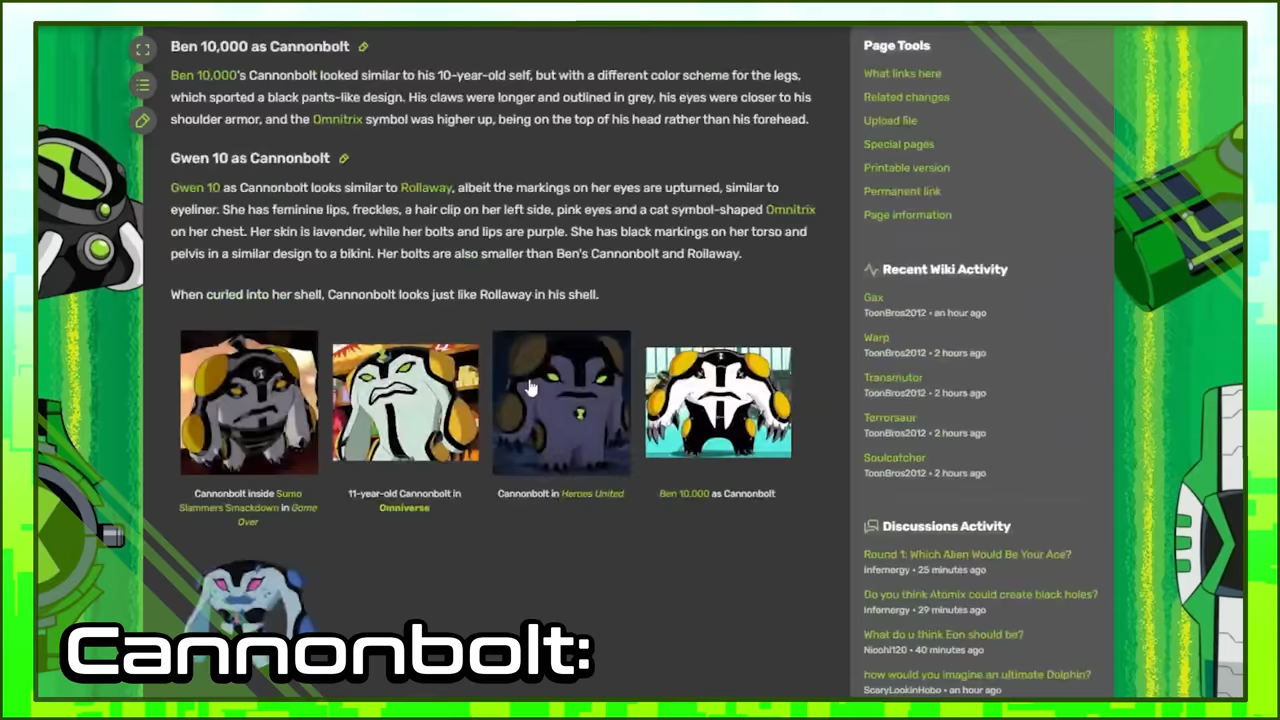 Ben 10,000 as Cannonbolt
Ben 10,000's Cannonbolt looked similar to his 10-year-old self, but with a different color scheme for the legs,
which sported a black pants-like design. His claws were longer and outlined in grey, his eyes were closer to his
shoulder armor, and the Omnitrix symbol was higher up, being on the top of his head rather than his forehead.
Gwen 10 as Cannonbolt
Gwen 10 as Cannonbolt looks similar to Rollaway, albeit the markings on her eyes are upturned, similar to
eyeliner. She has feminine lips, freckles, a hair clip on her left side, pink eyes and a cat symbol-shaped Omnitrix
on her chest. Her skin is lavender, while her bolts and lips are purple. She has black markings on her torso and
pelvis in a similar design to a bikini. Her bolts are also smaller than Ben's Cannonbolt and Rollaway.
When curled into her shell, Cannonbolt looks just like Rollaway in his shell.
Cannonbolt inside Sumo
Slammers Smackdown in Game
Over
11-year-old Cannonbolt in
Omniverse
Cannonbolt in Heroes United
Ben 10,000 as Cannonbolt
Cannonbolt:
Page Tools
What links here
Related changes
Upload file
Special pages
Printable version
Permanent link
Page information
Recent Wiki Activity
Gax
ToonBros2012 • an hour ago
Warp
ToonBros2012 • 2 hours ago
Transmutor
ToonBros2012 • 2 hours ago
Terrorsaur
ToonBros2012 • 2 hours ago
Soulcatcher
ToonBros2012 • 2 hours ago
Discussions Activity
Round 1: Which Alien Would Be Your Ace?
Infernergy • 25 minutes ago
Do you think Atomix could create black holes?
Infernergy • 29 minutes ago
What do u think Eon should be?
Nicohl120 • 40 minutes ago
how would you imagine an ultimate Dolphin?
ScaryLookinHobo • an hour ago